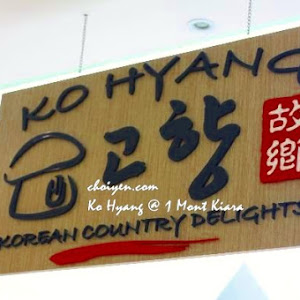 KO HYANG
고향
故
鄉
choiyen.com
Ko Hyang @ 1 Mont Kiara
KOREAN COUNTRY DELIGHTS